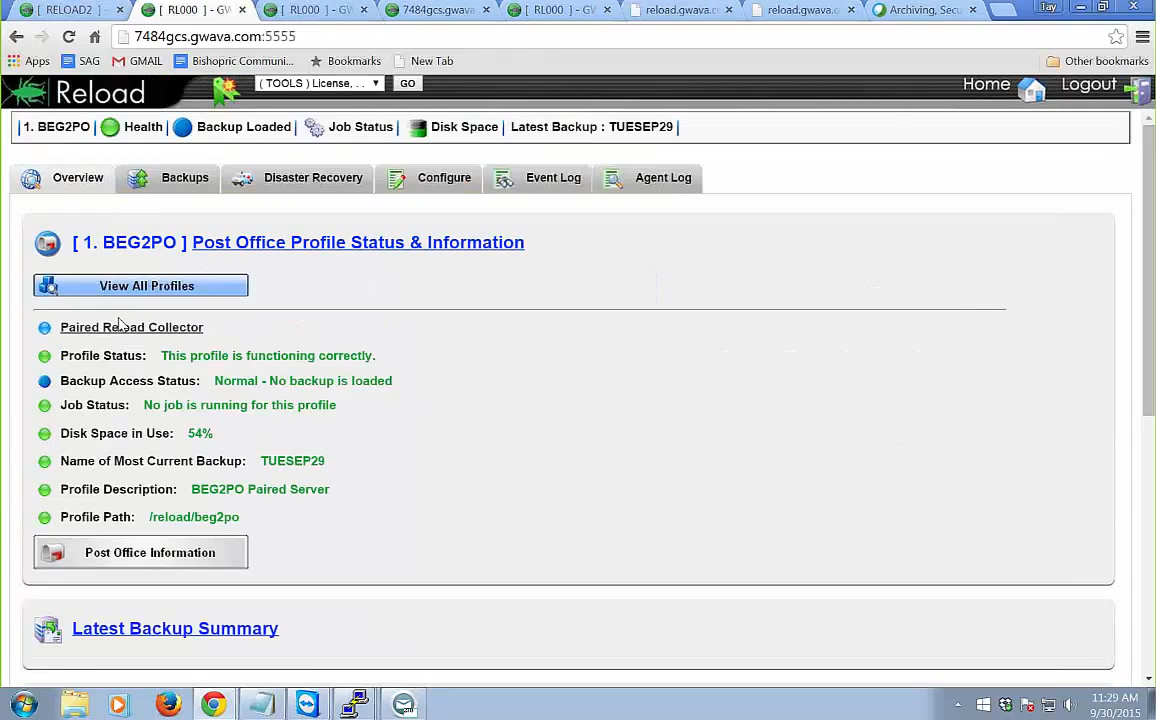 [ RELOAD2 ] -
[ RL000 ] - GW
[ RL000 ] - GW
7484gcs.gwava.
[ RL000 ] - GW
reload.gwava.c
reload.gwava.c
Archiving, Secu
Tay
7484gcs.gwava.com:5555
Apps
SAG
GMAIL
Bishopric Communi...
Bookmarks
New Tab
Other bookmarks
Reload
( TOOLS ) License, . .
GO
Home
Logout
| 1. BEG2PO | Health | Backup Loaded | Job Status | Disk Space | Latest Backup : TUESEP29 |
Overview
Backups
Disaster Recovery
Configure
Event Log
Agent Log
[ 1. BEG2PO ] Post Office Profile Status & Information
View All Profiles
Paired Reload Collector
Profile Status: This profile is functioning correctly.
Backup Access Status: Normal - No backup is loaded
Job Status: No job is running for this profile
Disk Space in Use: 54%
Name of Most Current Backup: TUESEP29
Profile Description: BEG2PO Paired Server
Profile Path: /reload/beg2po
Post Office Information
Latest Backup Summary
11:29 AM
9/30/2015